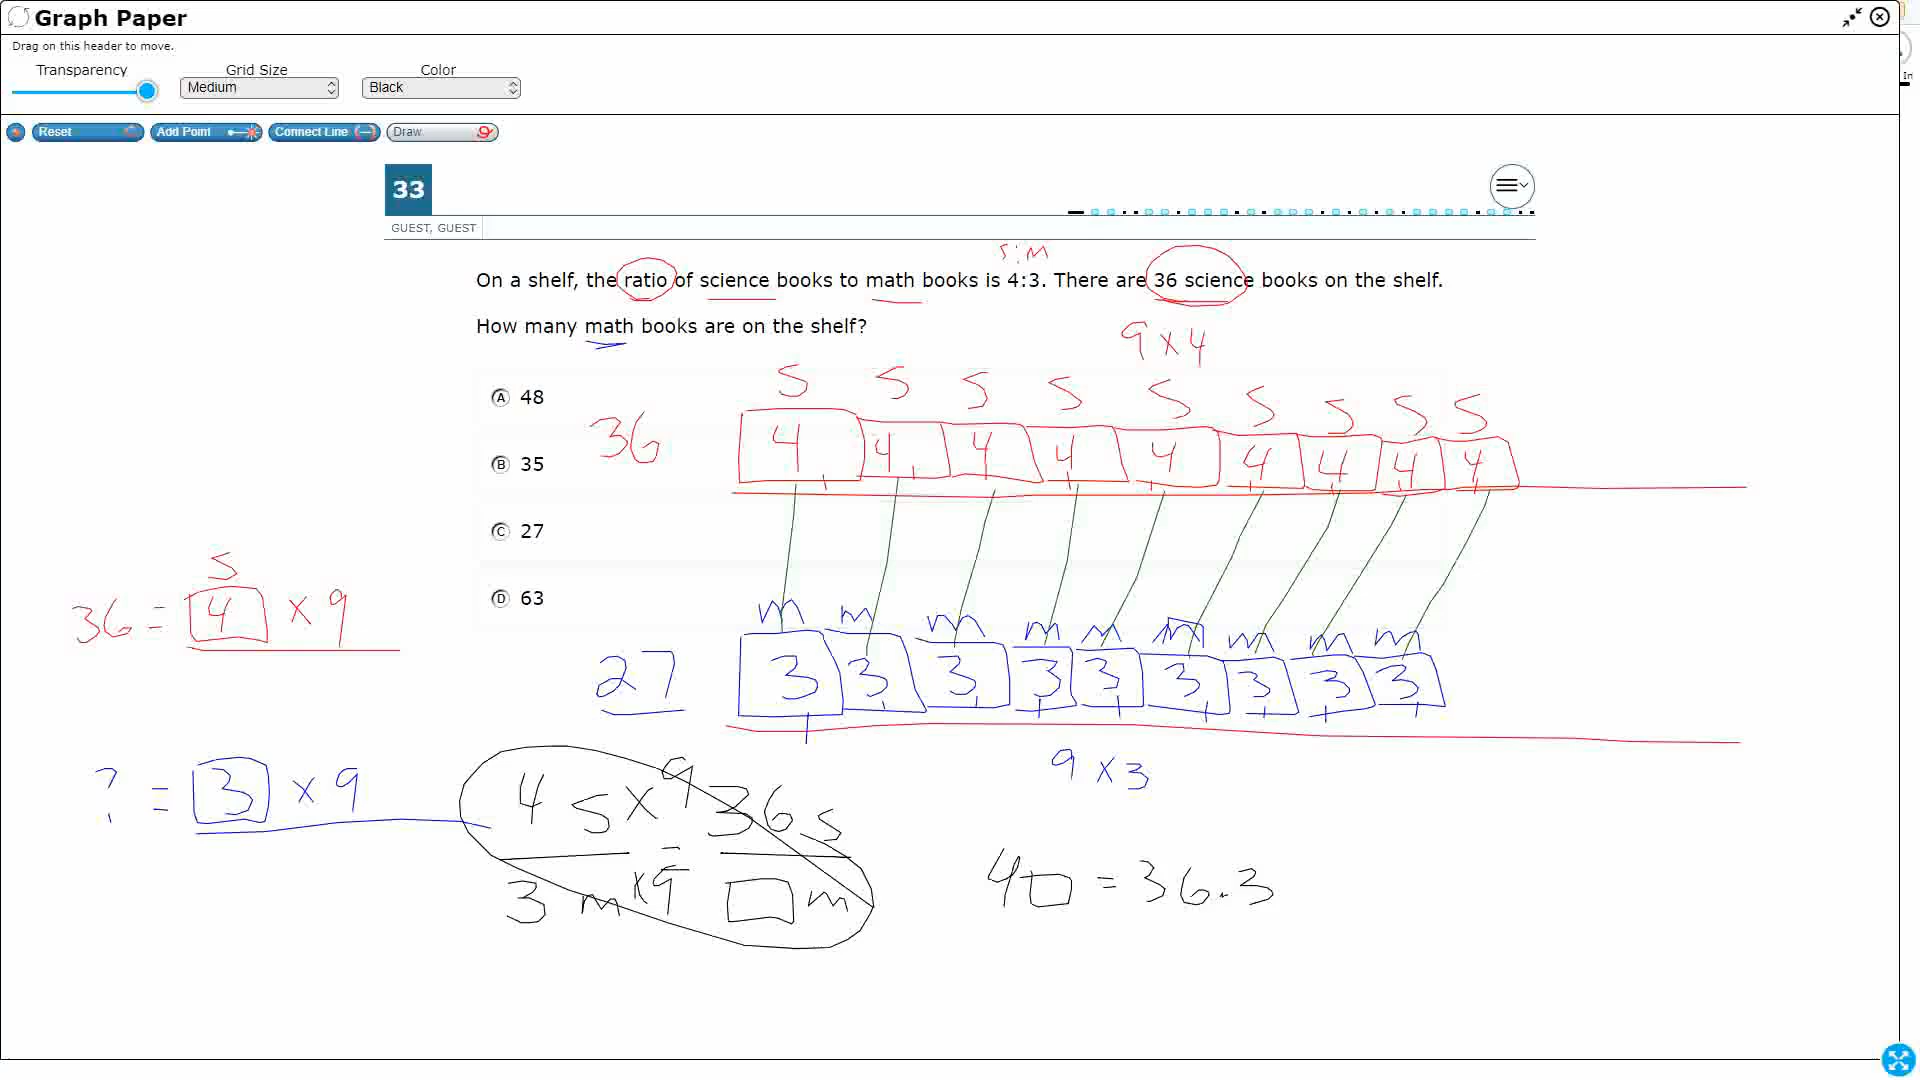 Graph Paper
Drag on this header to move.
Transparency Grid Size Color
Medium Black
Reset Add Point Connect Line Draw
33
GUEST, GUEST
S:M
On a shelf, the ratio of science books to math books is 4:3. There are 36 science books on the shelf.
How many math books are on the shelf?
9 x 4
S S S S S S S S S
A 48
36 4 4 4 4 4 4 4 4 4
B 35
C 27
D 63
S
36 = 4 x 9
m m m m m m m m m
27 3 3 3 3 3 3 3 3 3
9 x 3
? = 3 x 9
4 S x 9 = 36 S
3 m x 9 □ m
4□ = 36.3